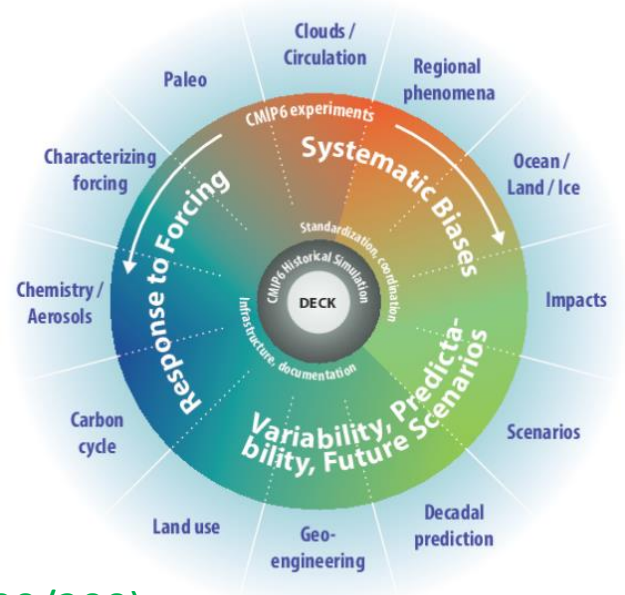 Clouds /
Circulation
Regional
phenomena
Ocean /
Land / Ice
Impacts
Scenarios
Decadal
prediction
Geo-
engineering
Land use
Carbon
cycle
Chemistry /
Aerosols
Characterizing
forcing
Paleo
CMIP6 experiments
Systematic Biases
Response to Forcing
Variability, Predicta-
bility, Future Scenarios
Standardization, coordination
Infrastructure, documentation
CMIP6 Historical Simulation
DECK